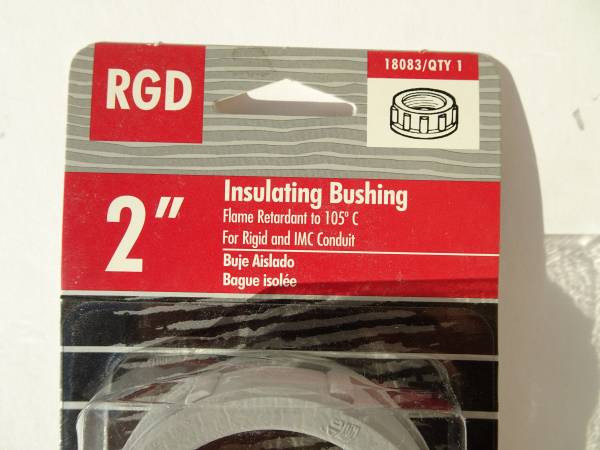 RGD
18083/QTY 1
2"
Insulating Bushing
Flame Retardant to 105° C
For Rigid and IMC Conduit
Buje Aislado
Bague isolée